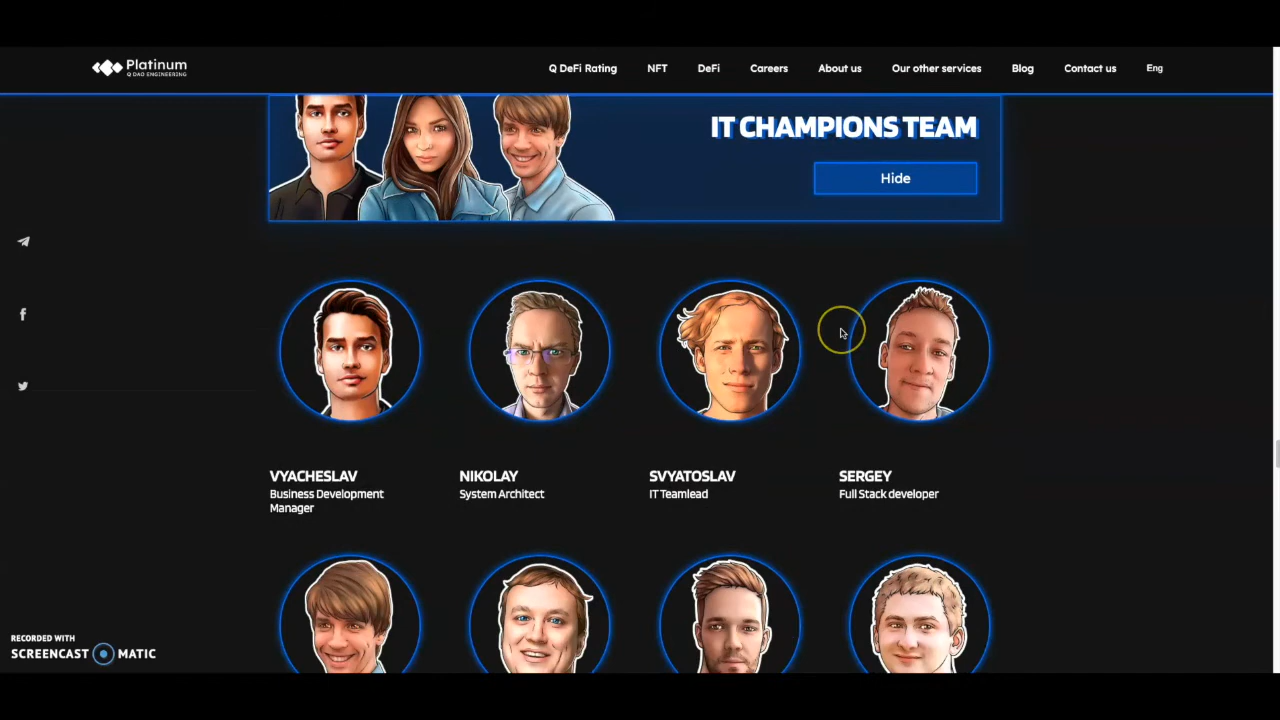 Platinum
Q DAO ENGINEERING
Q DeFi Rating
NFT
DeFi
Careers
About us
Our other services
Blog
Contact us
Eng
IT CHAMPIONS TEAM
Hide
VYACHESLAV
Business Development
Manager
NIKOLAY
System Architect
SVYATOSLAV
IT Teamlead
SERGEY
Full Stack developer
RECORDED WITH
SCREENCAST MATIC